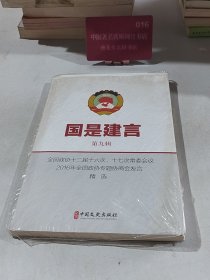 016
国是建言
第九辑
全国政协十二届十六次、十七次常委会议
2016年全国政协专题协商会发言
精选
中国文史出版社